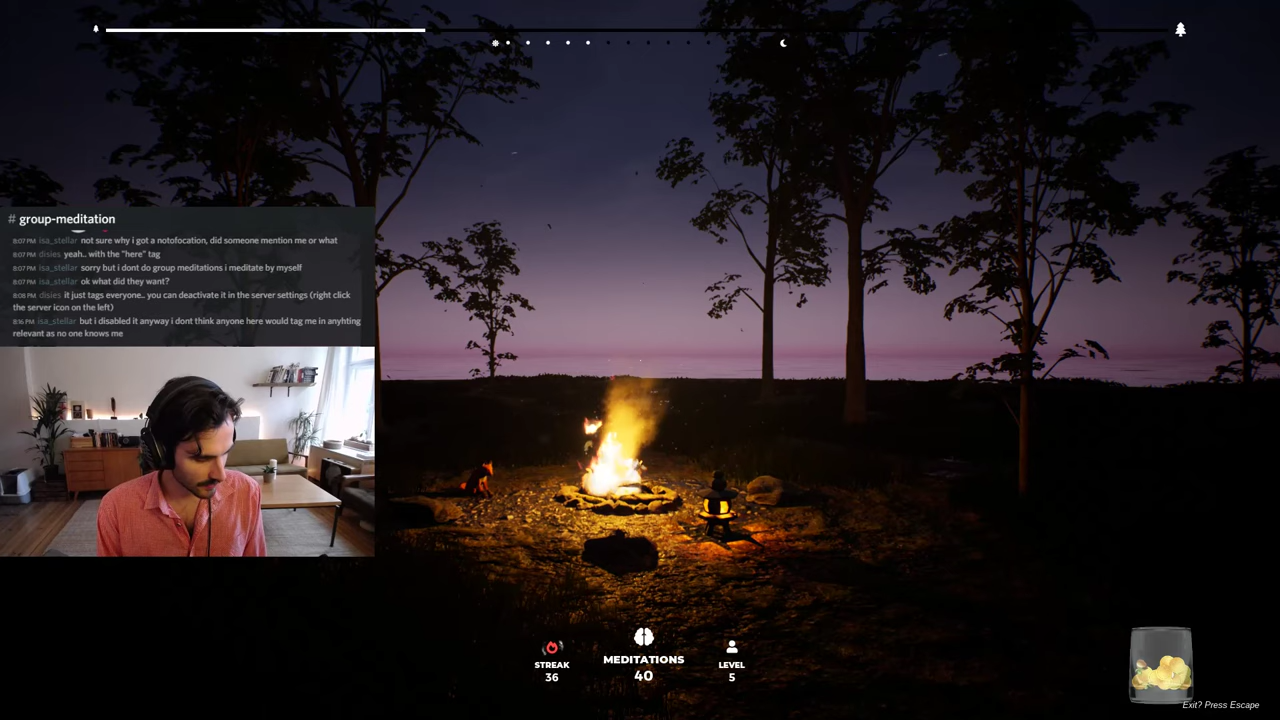 # group-meditation
8:07 PM isa_stellar not sure why i got a notofocation, did someone mention me or what
8:07 PM disies yeah.. with the "here" tag
8:07 PM isa_stellar sorry but i dont do group meditations i meditate by myself
8:07 PM isa_stellar ok what did they want?
8:08 PM disies it just tags everyone.. you can deactivate it in the server settings (right click
the server icon on the left)
8:16 PM isa_stellar but i disabled it anyway i dont think anyone here would tag me in anyhting
relevant as no one knows me
STREAK
36
MEDITATIONS
40
LEVEL
5
Exit? Press Escape